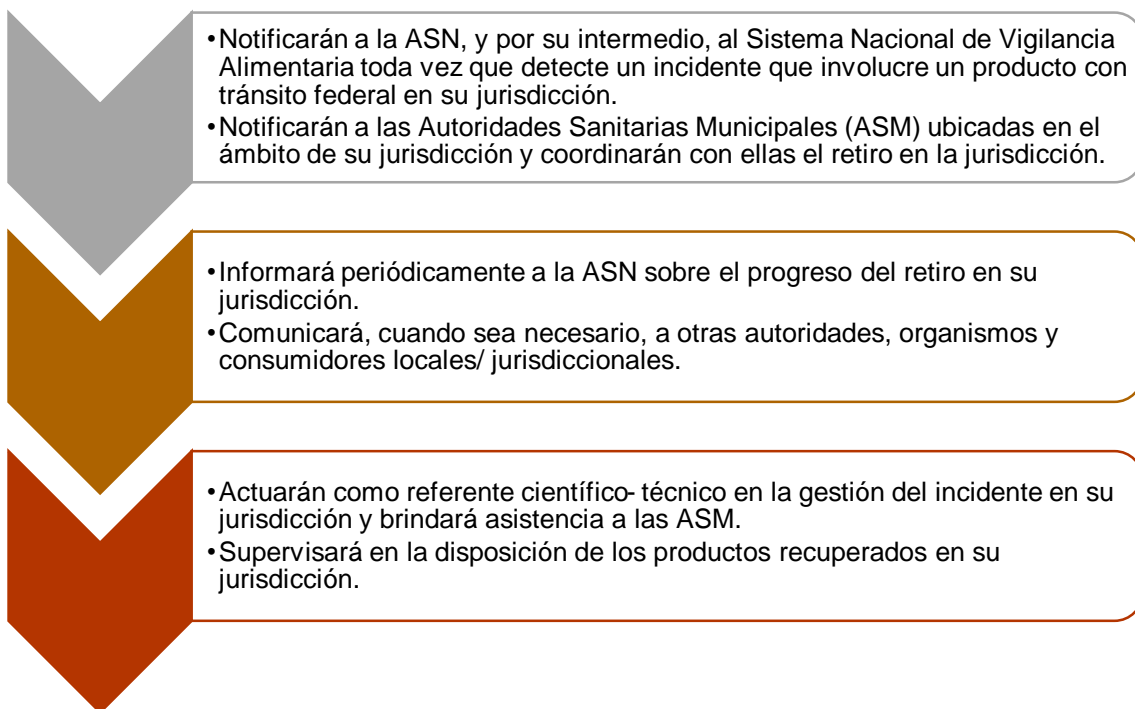 •Notificarán a la ASN, y por su intermedio, al Sistema Nacional de Vigilancia
Alimentaria toda vez que detecte un incidente que involucre un producto con
tránsito federal en su jurisdicción.
•Notificarán a las Autoridades Sanitarias Municipales (ASM) ubicadas en el
ámbito de su jurisdicción y coordinarán con ellas el retiro en la jurisdicción.
•Informará periódicamente a la ASN sobre el progreso del retiro en su
jurisdicción.
•Comunicará, cuando sea necesario, a otras autoridades, organismos y
consumidores locales/ jurisdiccionales.
•Actuarán como referente científico- técnico en la gestión del incidente en su
jurisdicción y brindará asistencia a las ASM.
•Supervisará en la disposición de los productos recuperados en su
jurisdicción.